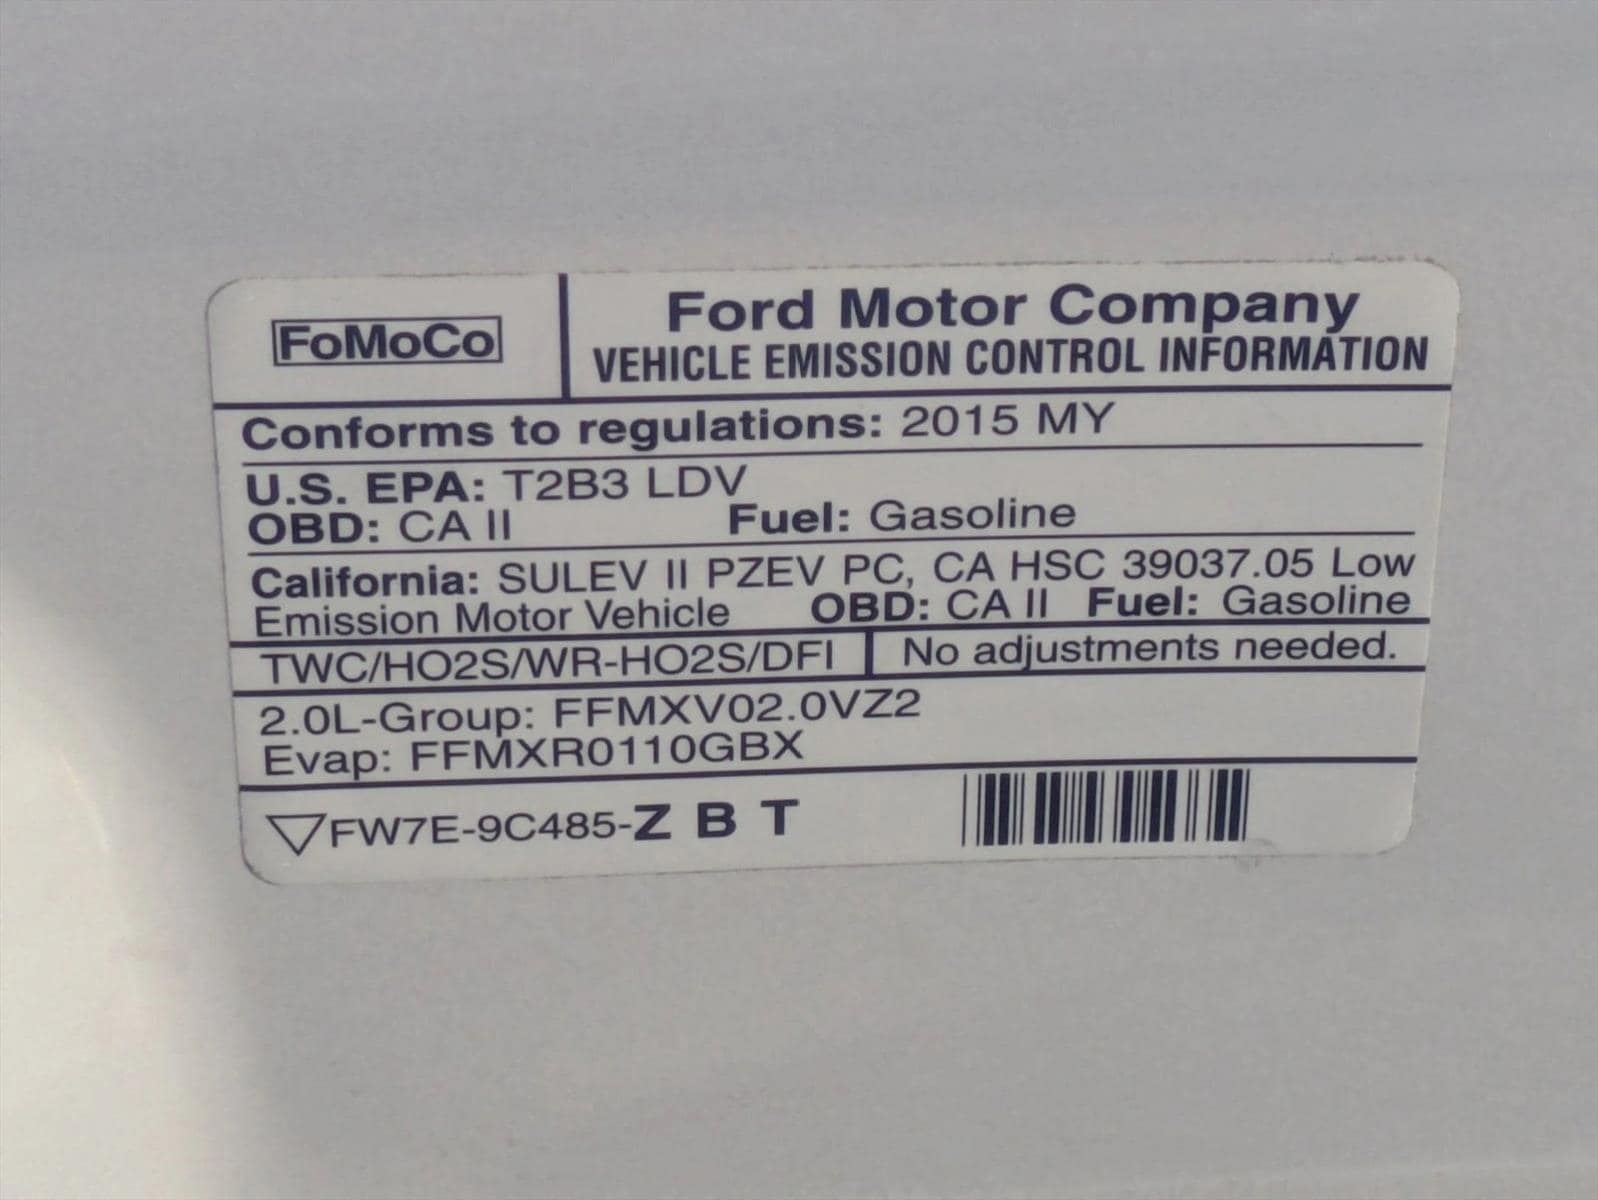 FoMoCo
Ford Motor Company
VEHICLE EMISSION CONTROL INFORMATION
Conforms to regulations: 2015 MY
U.S. EPA: T2B3 LDV
OBD: CA II Fuel: Gasoline
California: SULEV II PZEV PC, CA HSC 39037.05 Low
Emission Motor Vehicle OBD: CA II Fuel: Gasoline
TWC/HO2S/WR-HO2S/DFI No adjustments needed.
2.0L-Group: FFMXV02.0VZ2
Evap: FFMXR0110GBX
FW7E-9C485-Z B T